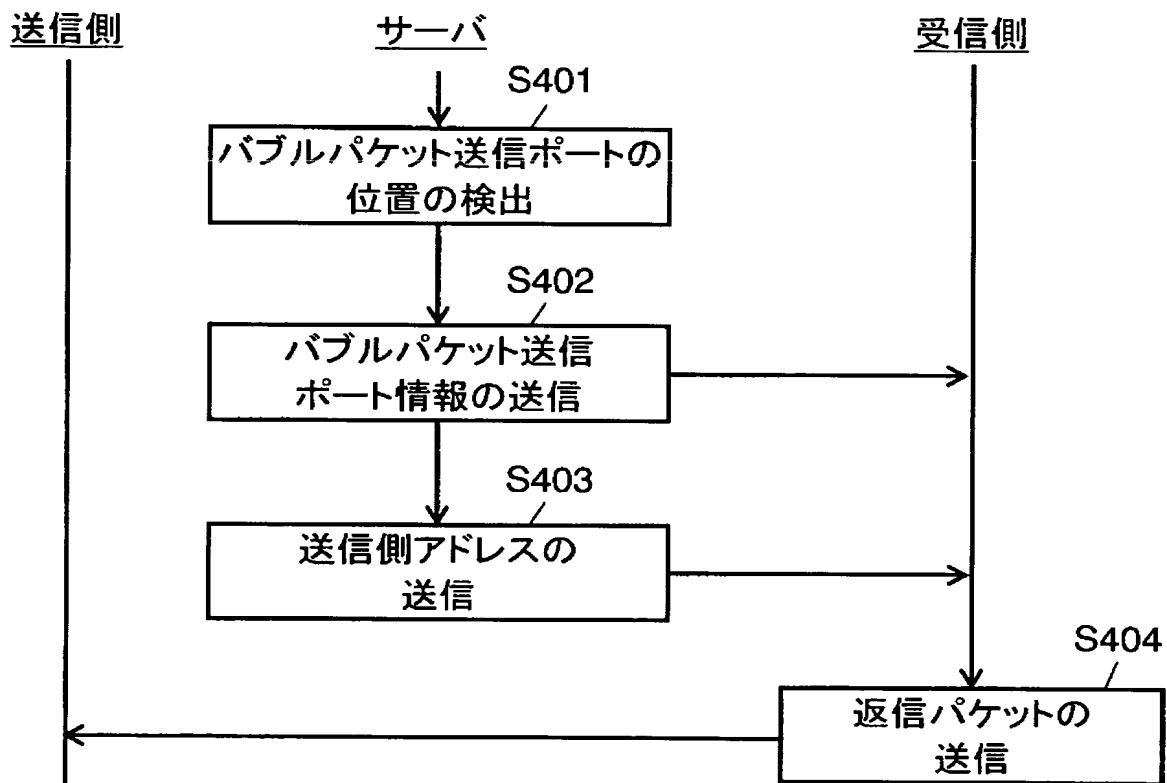 送信側
サーバ
受信側
S401
バブルパケット送信ポートの
位置の検出
S402
バブルパケット送信
ポート情報の送信
S403
送信側アドレスの
送信
S404
返信パケットの
送信